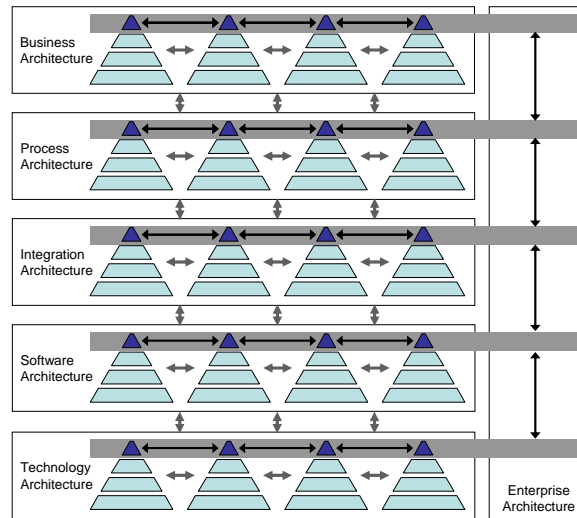 Business
Architecture
Process
Architecture
Integration
Architecture
Software
Architecture
Technology
Architecture
Enterprise
Architecture